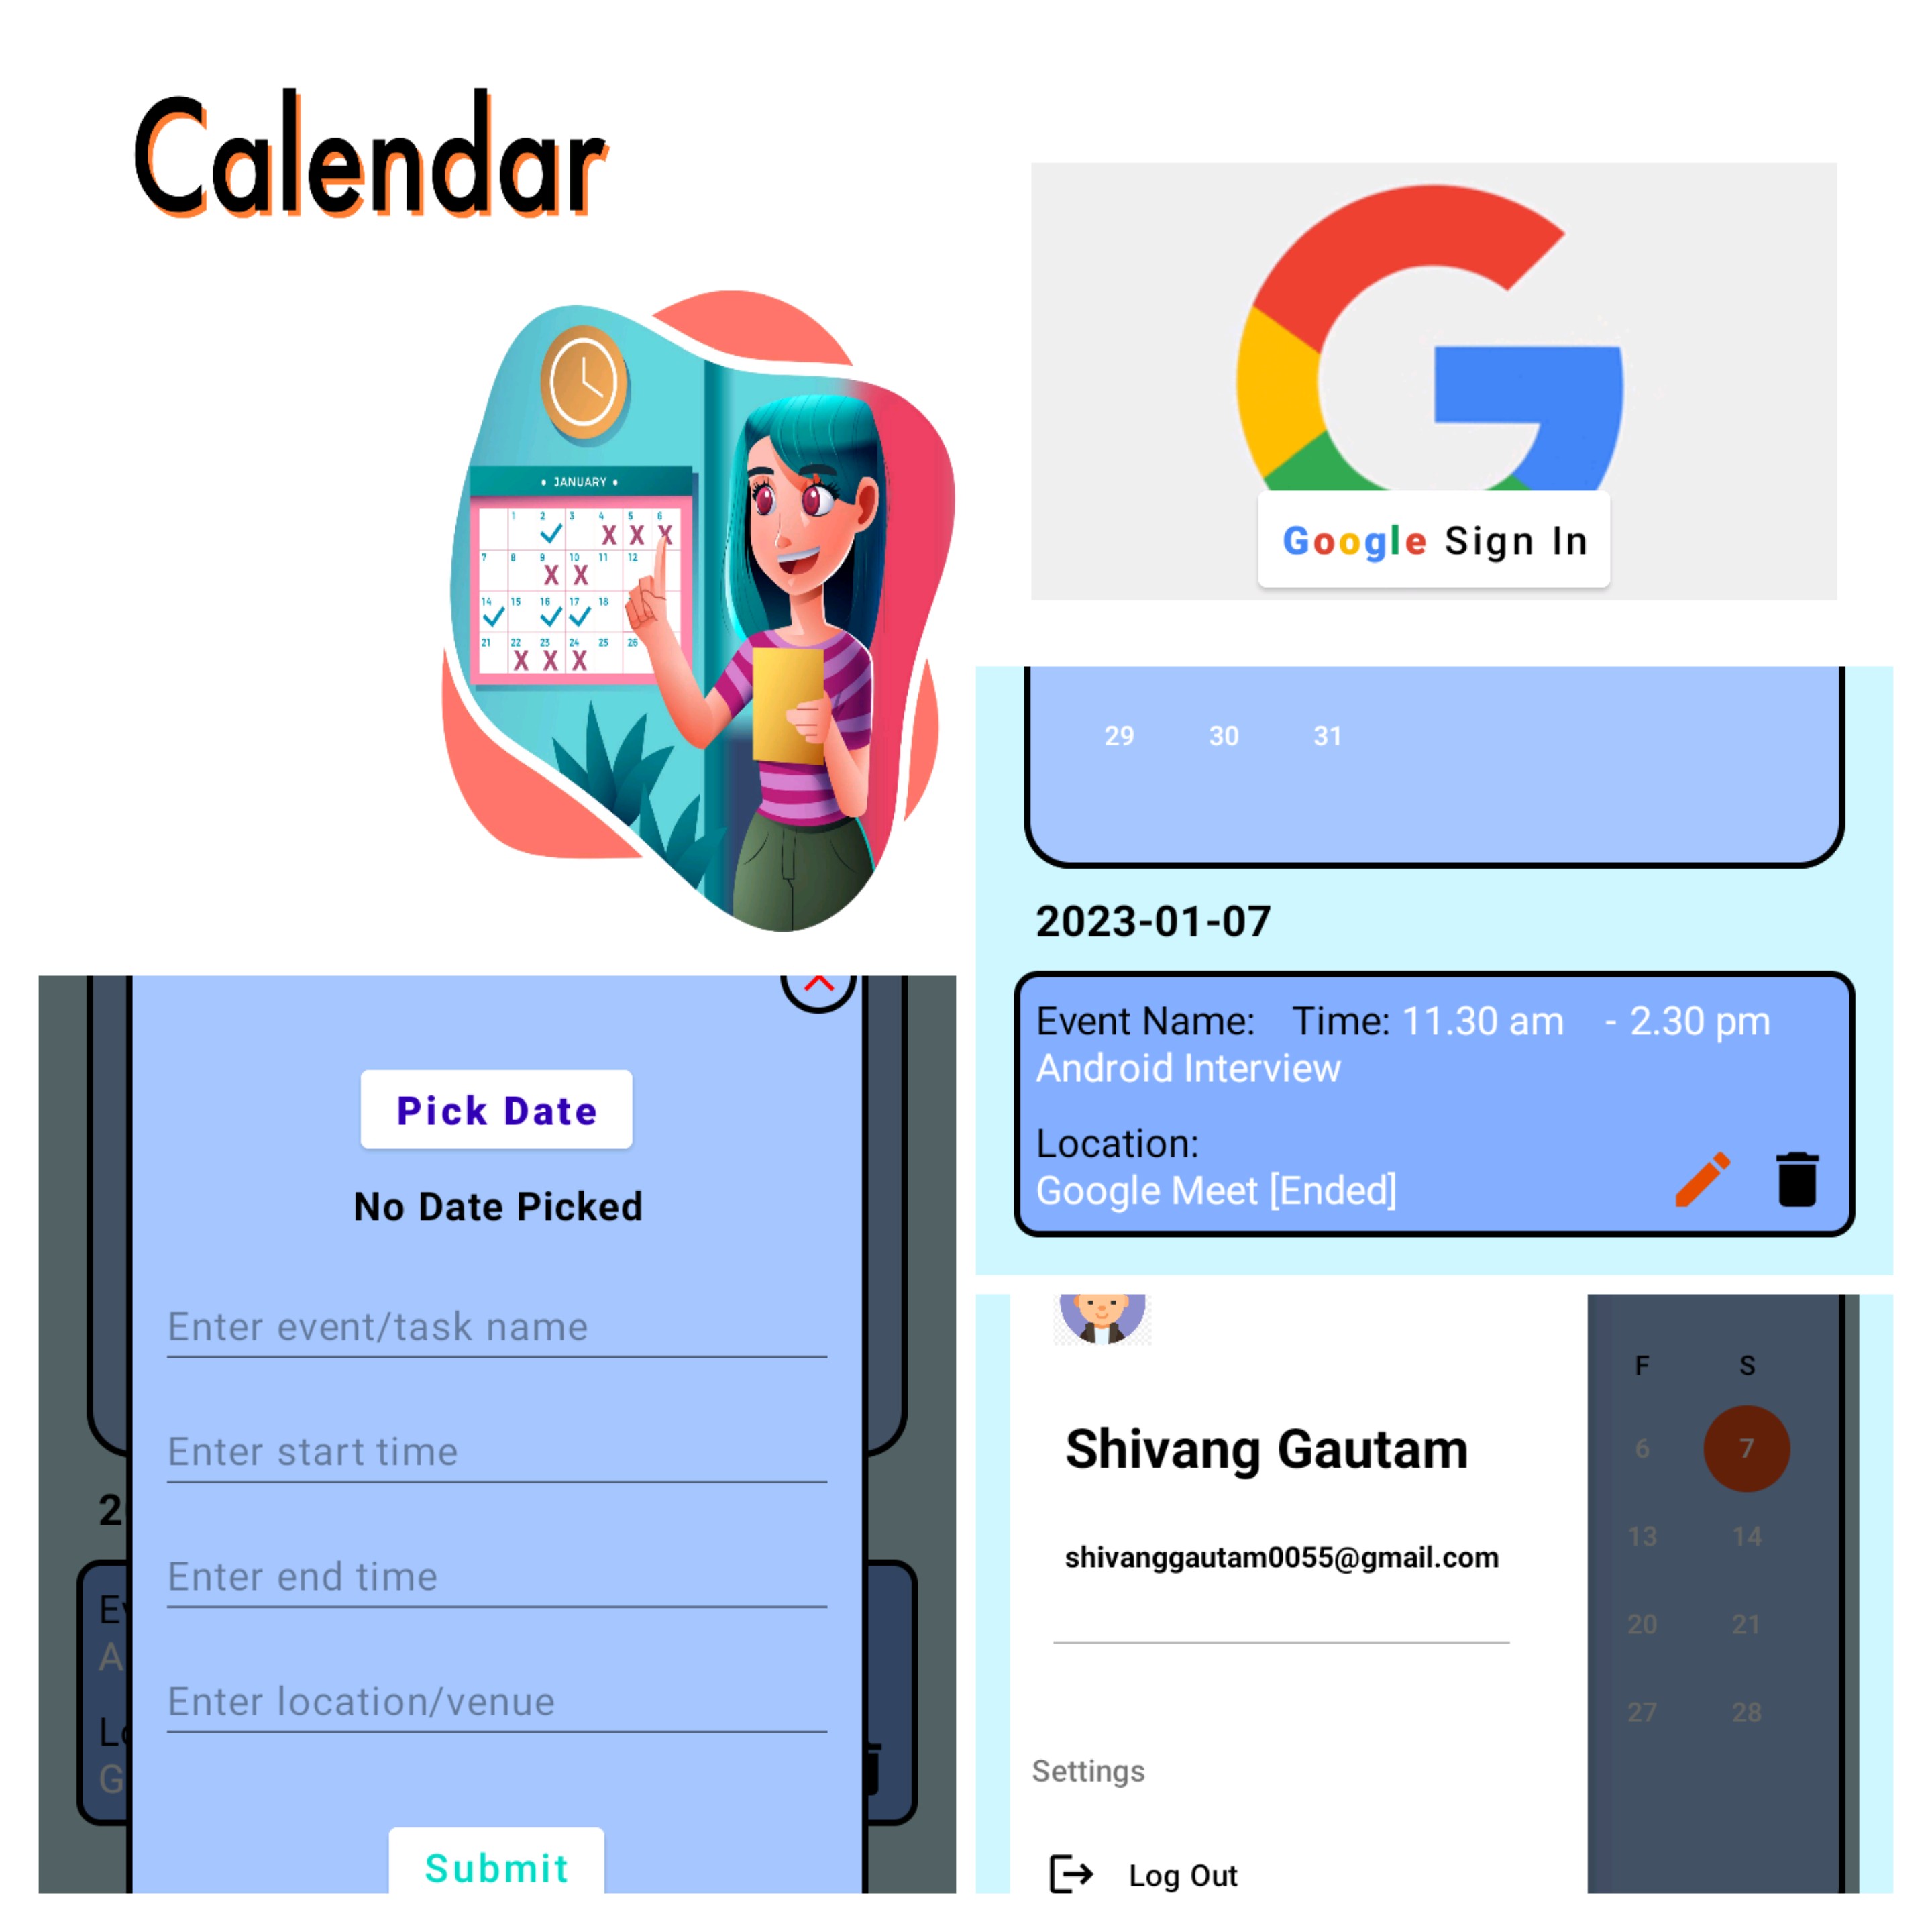 Calendar
• JANUARY •
1 2 3 4 5 6
X X X
7 8 9 10 11 12
X X
14 15 16 17 18
21 22 23 24 25 26
X X X
Google Sign In
29 30 31
2023-01-07
Event Name: Time: 11.30 am - 2.30 pm
Android Interview
Location:
Google Meet [Ended]
Pick Date
No Date Picked
Enter event/task name
Enter start time
Enter end time
Enter location/venue
Submit
2
Ev
A
Lo
G
Shivang Gautam
shivanggautam0055@gmail.com
Settings
Log Out
F S
6 7
13 14
20 21
27 28